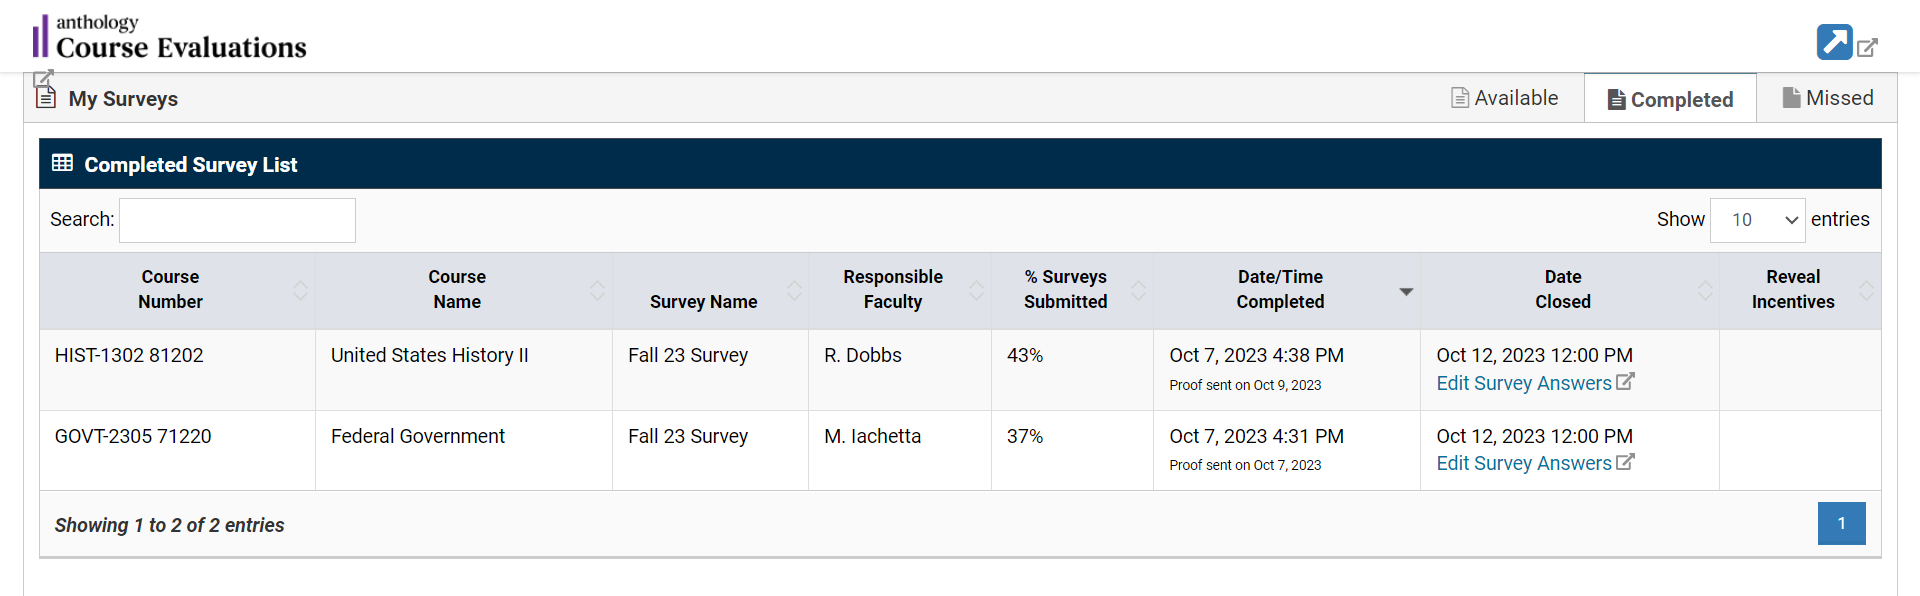 anthology
Course Evaluations
My Surveys
Available
Completed
Missed
Completed Survey List
Search:
Show 10 entries
Course Number
Course Name
Survey Name
Responsible Faculty
% Surveys Submitted
Date/Time Completed
Date Closed
Reveal Incentives
HIST-1302 81202
United States History II
Fall 23 Survey
R. Dobbs
43%
Oct 7, 2023 4:38 PM
Proof sent on Oct 9, 2023
Oct 12, 2023 12:00 PM
Edit Survey Answers
GOVT-2305 71220
Federal Government
Fall 23 Survey
M. Iachetta
37%
Oct 7, 2023 4:31 PM
Proof sent on Oct 7, 2023
Oct 12, 2023 12:00 PM
Edit Survey Answers
Showing 1 to 2 of 2 entries
1